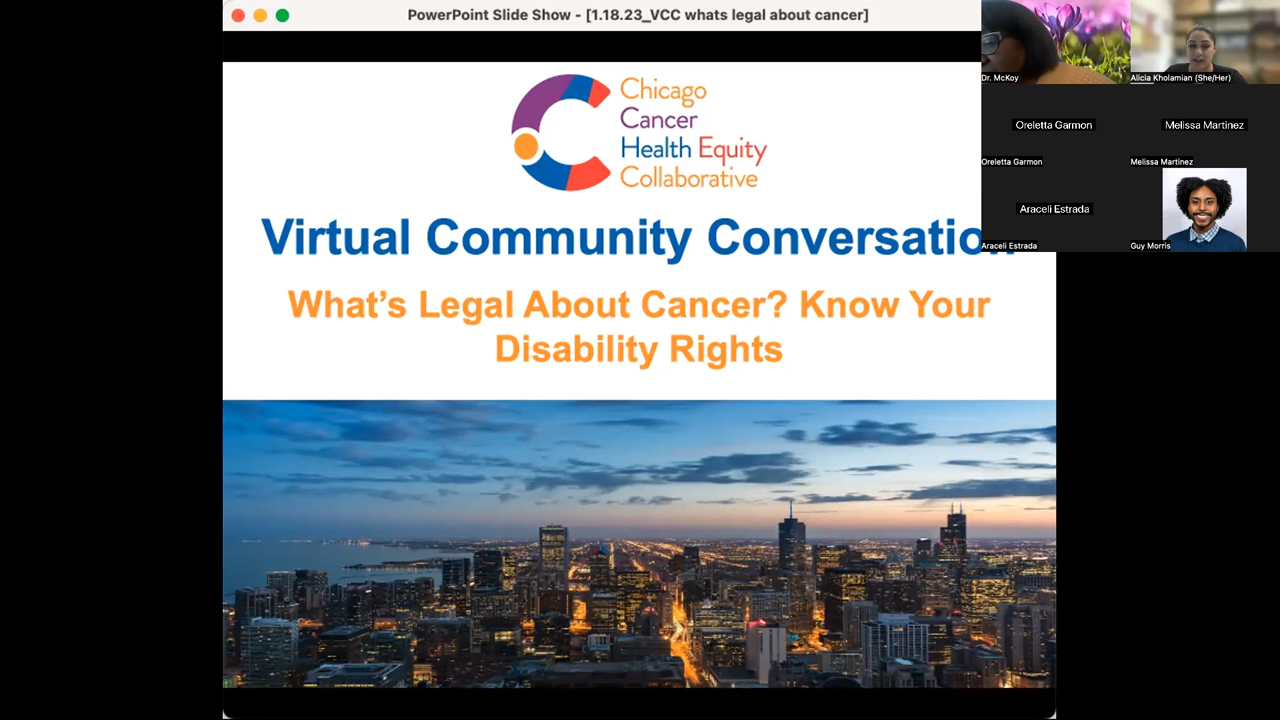 PowerPoint Slide Show - [1.18.23_VCC whats legal about cancer]
Chicago
Cancer
Health Equity
Collaborative
Virtual Community Conversation
What's Legal About Cancer? Know Your
Disability Rights
Dr. McKoy
Alicia Kholamian (She/Her)
Oreletta Garmon
Melissa Martinez
Oreletta Garmon
Melissa Martinez
Araceli Estrada
Araceli Estrada
Guy Morris